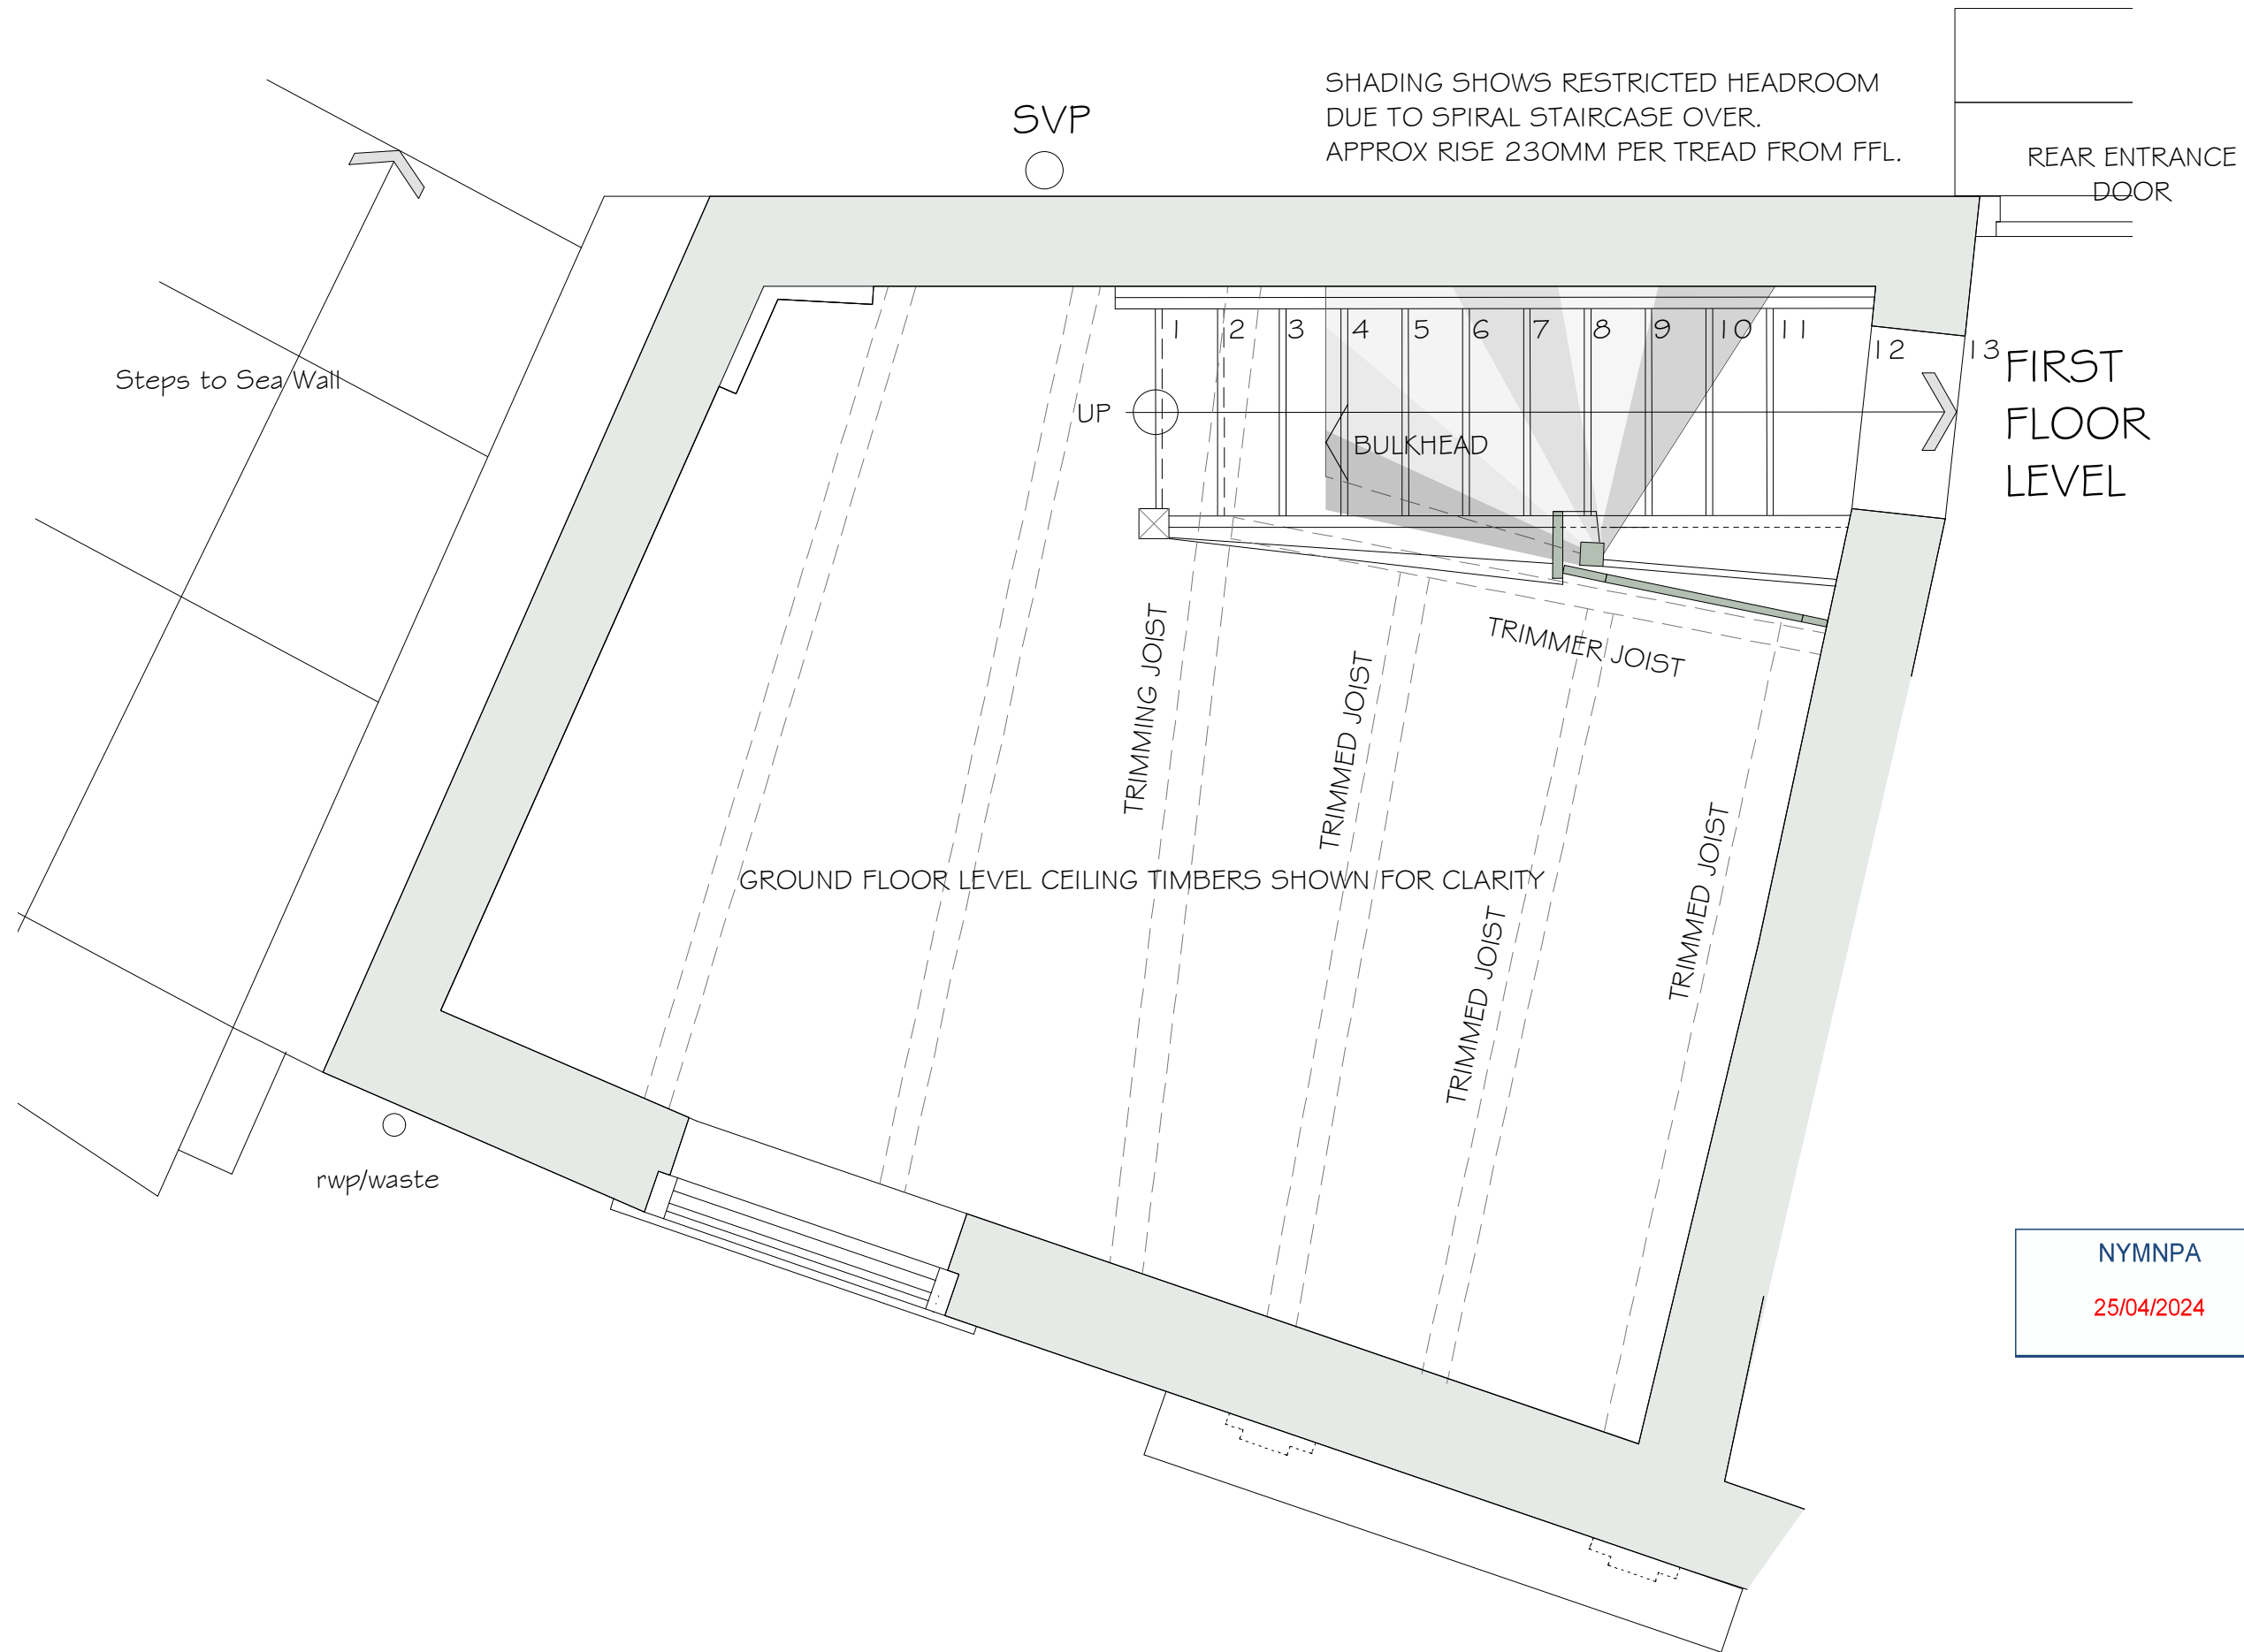 SHADING SHOWS RESTRICTED HEADROOM
DUE TO SPIRAL STAIRCASE OVER.
APPROX RISE 230MM PER TREAD FROM FFL.
SVP
REAR ENTRANCE
DOOR
1 2 3 4 5 6 7 8 9 10 11 12 13
FIRST
FLOOR
LEVEL
Steps to Sea Wall
UP
BULKHEAD
TRIMMER JOIST
TRIMMING JOIST
TRIMMED JOIST
TRIMMED JOIST
TRIMMED JOIST
GROUND FLOOR LEVEL CEILING TIMBERS SHOWN FOR CLARITY
rwp/waste
NYMNPA
25/04/2024